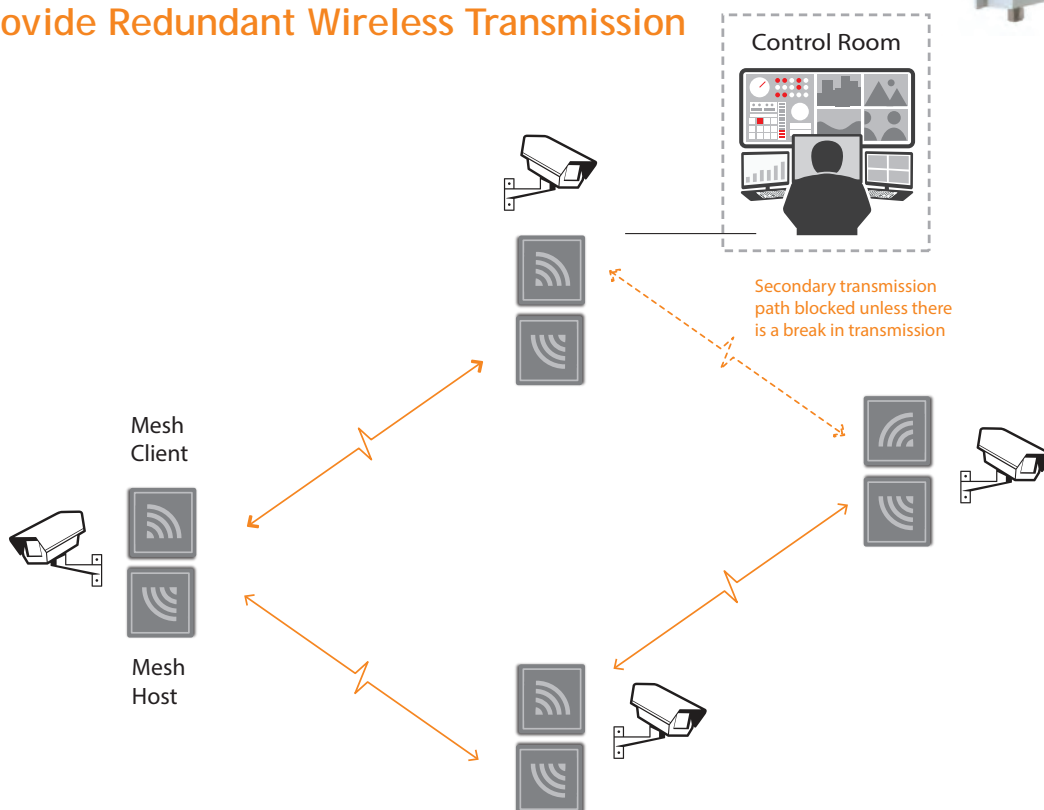 ovide Redundant Wireless Transmission
Control Room
Secondary transmission
path blocked unless there
is a break in transmission
Mesh
Client
Mesh
Host